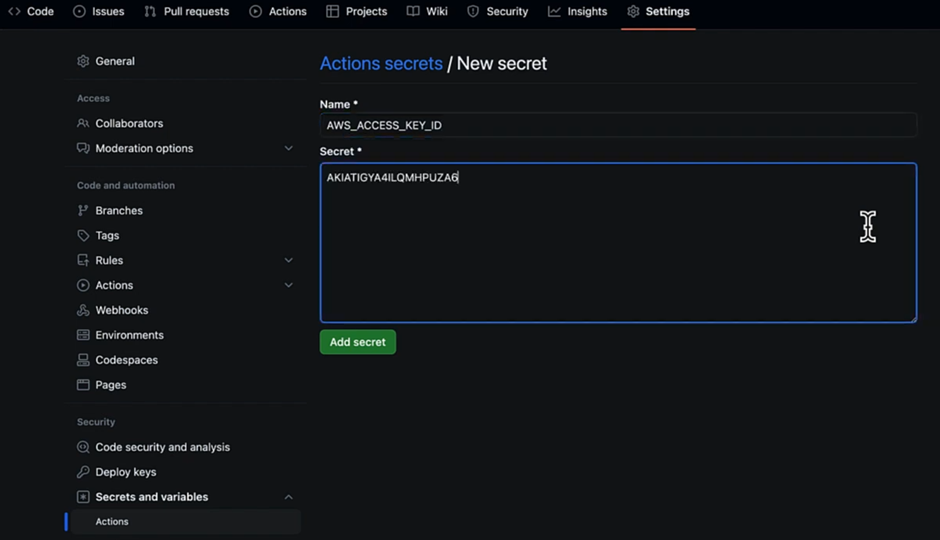 Code Issues Pull requests Actions Projects Wiki Security Insights Settings
General
Access
Collaborators
Moderation options
Code and automation
Branches
Tags
Rules
Actions
Webhooks
Environments
Codespaces
Pages
Security
Code security and analysis
Deploy keys
Secrets and variables
Actions
Actions secrets / New secret
Name *
AWS_ACCESS_KEY_ID
Secret *
AKIATIGYA4ILQMHPUZA6
Add secret